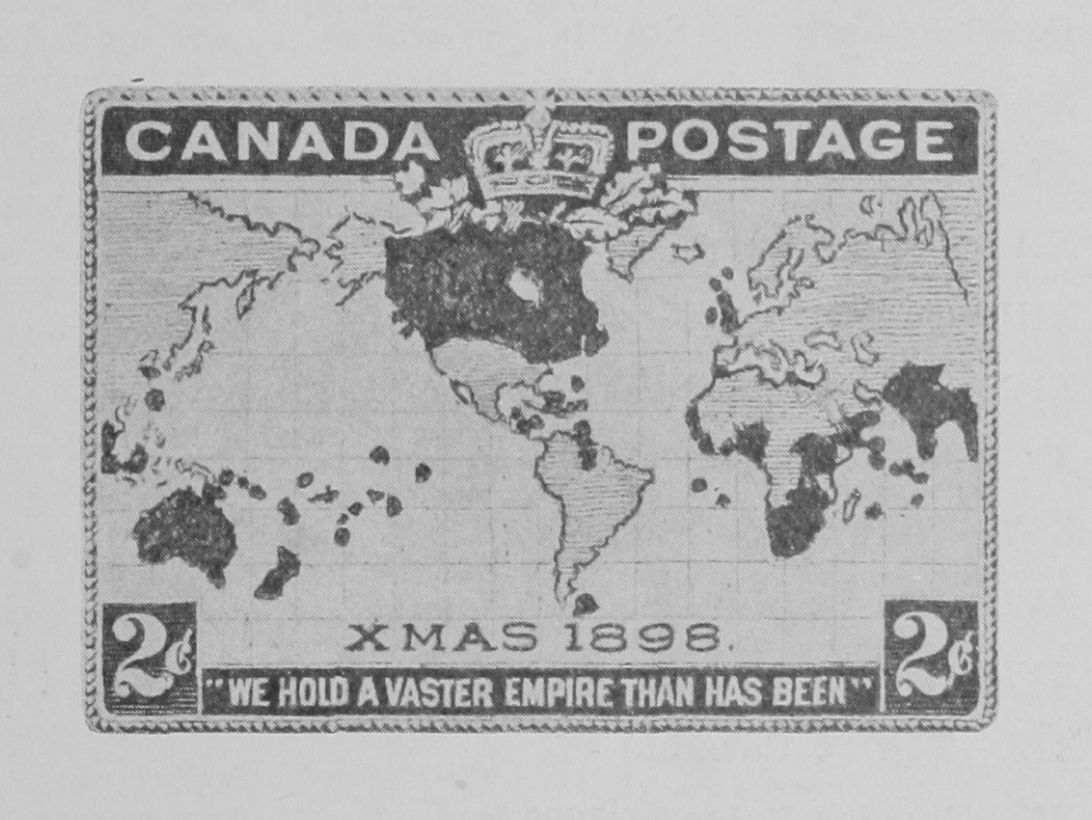 CANADA POSTAGE
XMAS 1898.
2¢ 2¢
"WE HOLD A VASTER EMPIRE THAN HAS BEEN"